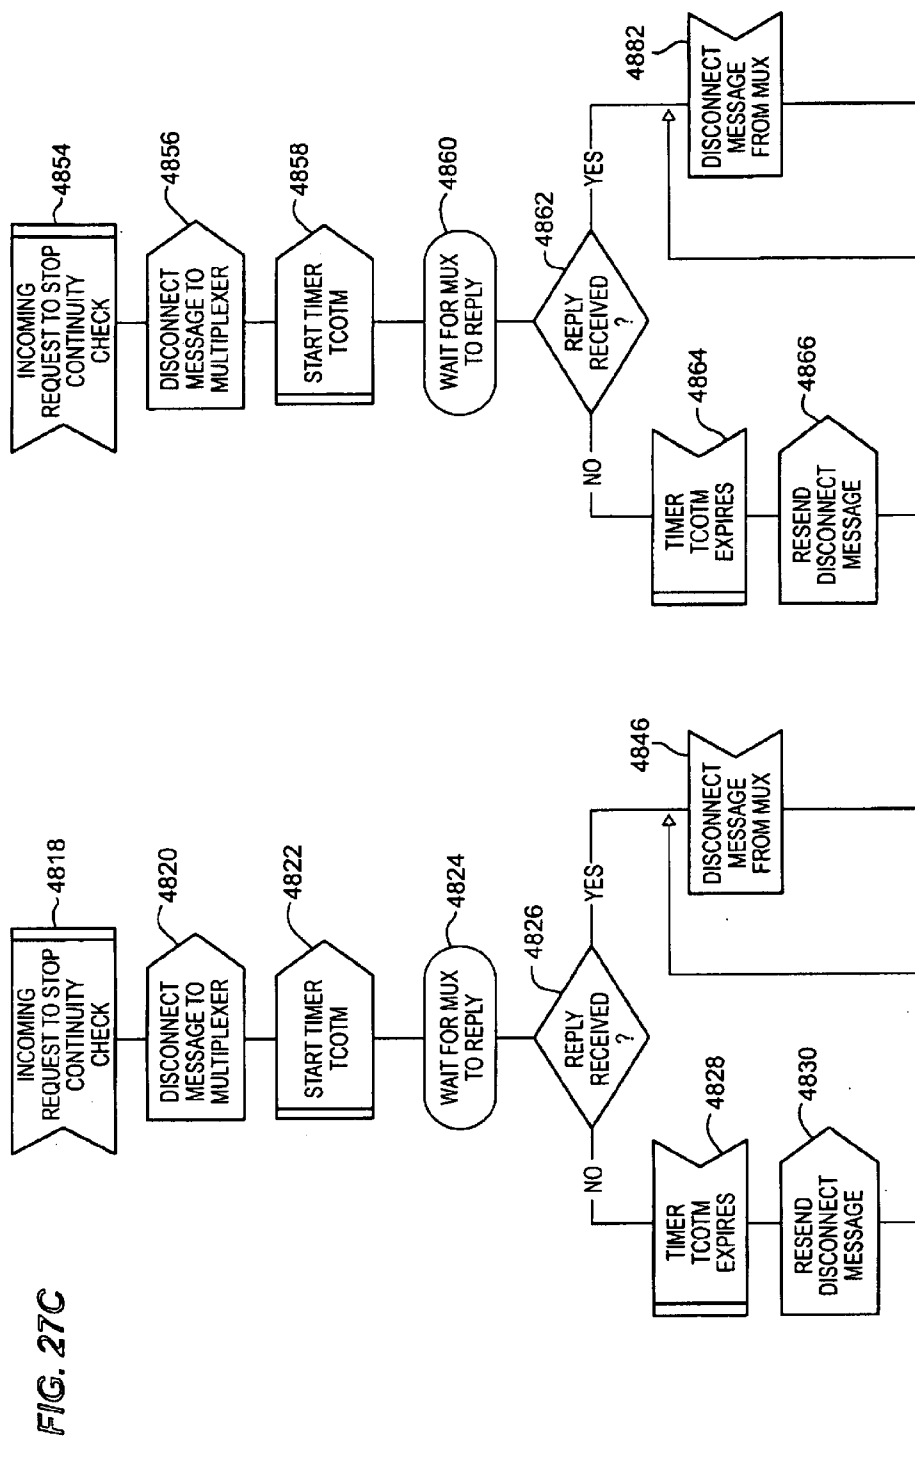 FIG. 27C
INCOMING
REQUEST TO STOP
CONTINUITY
CHECK
4818
DISCONNECT
MESSAGE TO
MULTIPLEXER
4820
START TIMER
TCOTM
4822
WAIT FOR MUX
TO REPLY
4824
REPLY
RECEIVED
?
4826
NO
YES
TIMER
TCOTM
EXPIRES
4828
RESEND
DISCONNECT
MESSAGE
4830
DISCONNECT
MESSAGE
FROM MUX
4846
INCOMING
REQUEST TO STOP
CONTINUITY
CHECK
4854
DISCONNECT
MESSAGE TO
MULTIPLEXER
4856
START TIMER
TCOTM
4858
WAIT FOR MUX
TO REPLY
4860
REPLY
RECEIVED
?
4862
NO
YES
TIMER
TCOTM
EXPIRES
4864
RESEND
DISCONNECT
MESSAGE
4866
DISCONNECT
MESSAGE
FROM MUX
4882